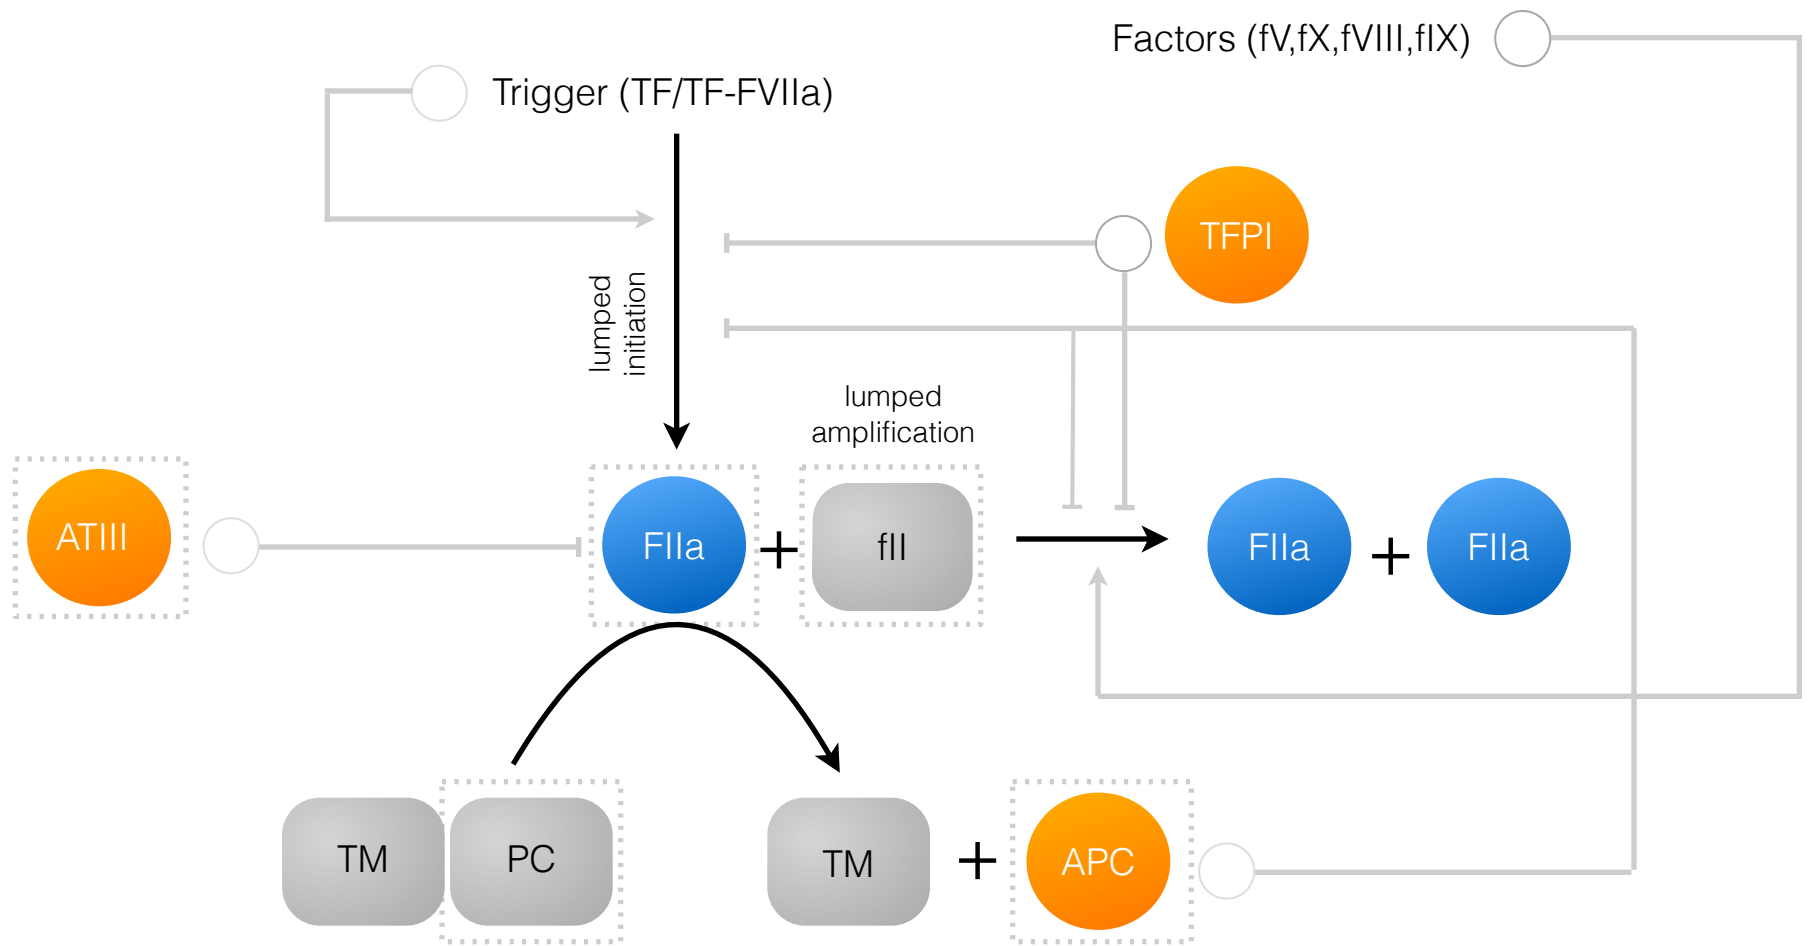 Factors (fV,fX,fVIII,fIX)
Trigger (TF/TF-FVIIa)
TFPI
lumped
initiation
lumped
amplification
ATIII
FIIa
+
fII
FIIa
+
FIIa
TM
PC
TM
+
APC